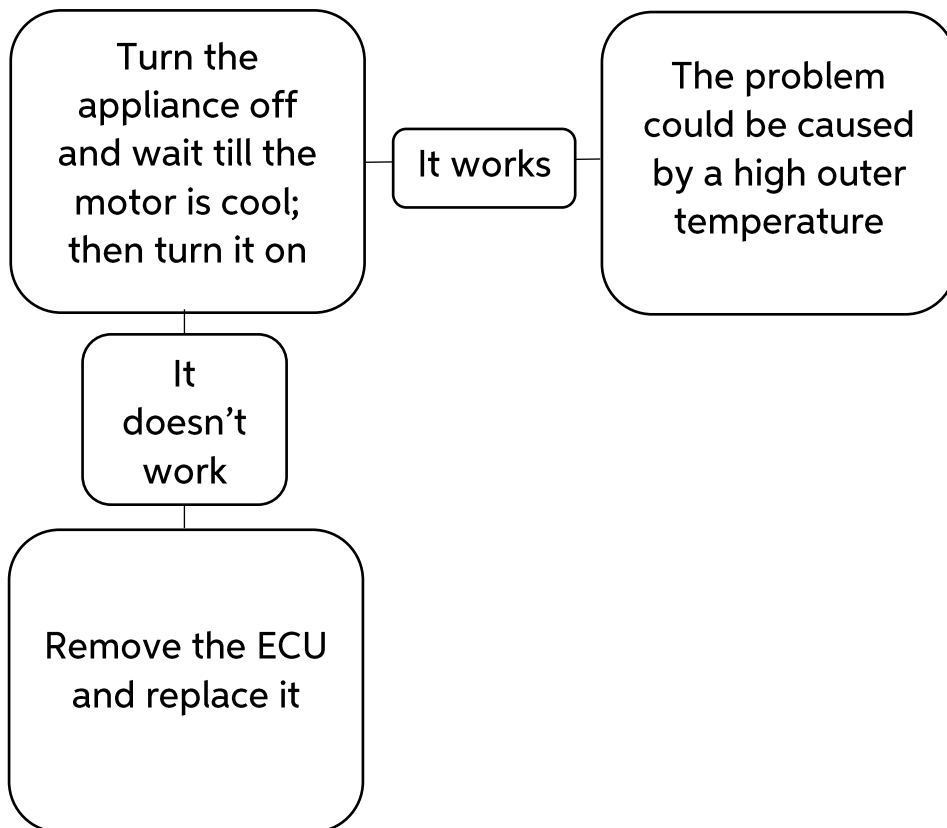 Turn the
appliance off
and wait till the
motor is cool;
then turn it on
It works
The problem
could be caused
by a high outer
temperature
It
doesn’t
work
Remove the ECU
and replace it